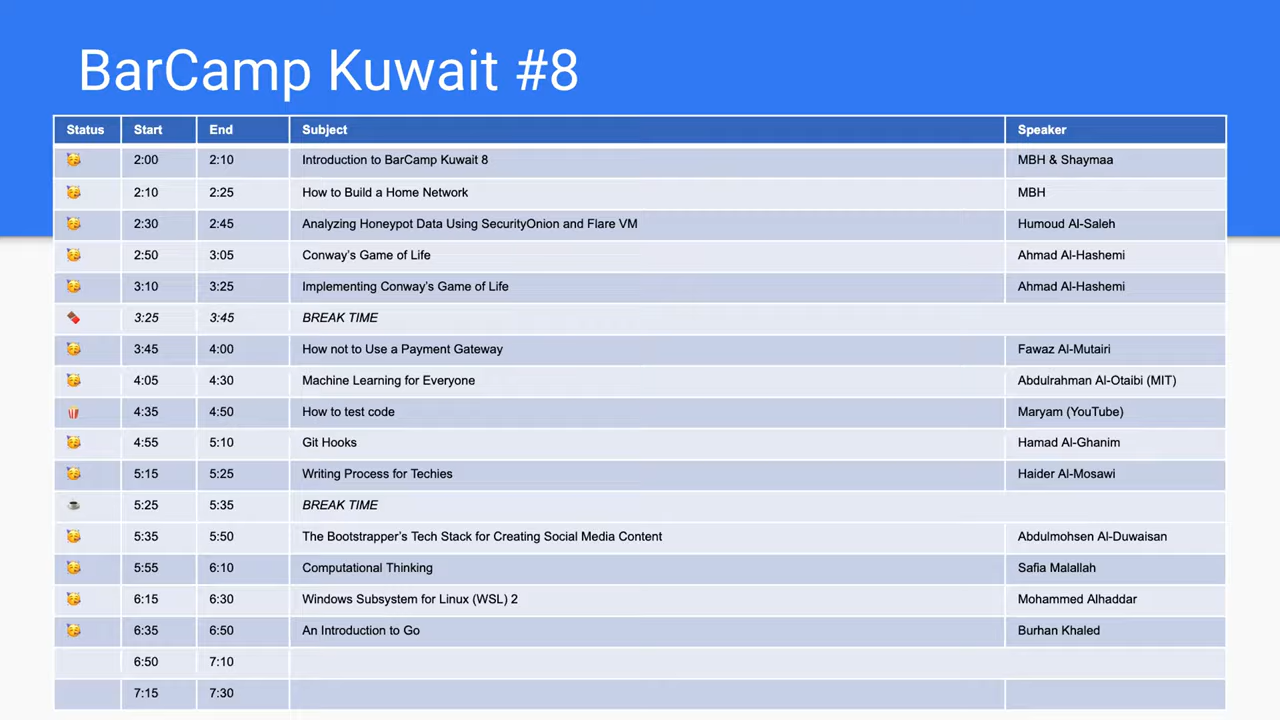 BarCamp Kuwait #8
Status Start End Subject Speaker
2:00 2:10 Introduction to BarCamp Kuwait 8 MBH & Shaymaa
2:10 2:25 How to Build a Home Network MBH
2:30 2:45 Analyzing Honeypot Data Using SecurityOnion and Flare VM Humoud Al-Saleh
2:50 3:05 Conway's Game of Life Ahmad Al-Hashemi
3:10 3:25 Implementing Conway's Game of Life Ahmad Al-Hashemi
3:25 3:45 BREAK TIME
3:45 4:00 How not to Use a Payment Gateway Fawaz Al-Mutairi
4:05 4:30 Machine Learning for Everyone Abdulrahman Al-Otaibi (MIT)
4:35 4:50 How to test code Maryam (YouTube)
4:55 5:10 Git Hooks Hamad Al-Ghanim
5:15 5:25 Writing Process for Techies Haider Al-Mosawi
5:25 5:35 BREAK TIME
5:35 5:50 The Bootstrapper's Tech Stack for Creating Social Media Content Abdulmohsen Al-Duwaisan
5:55 6:10 Computational Thinking Safia Malallah
6:15 6:30 Windows Subsystem for Linux (WSL) 2 Mohammed Alhaddar
6:35 6:50 An Introduction to Go Burhan Khaled
6:50 7:10
7:15 7:30